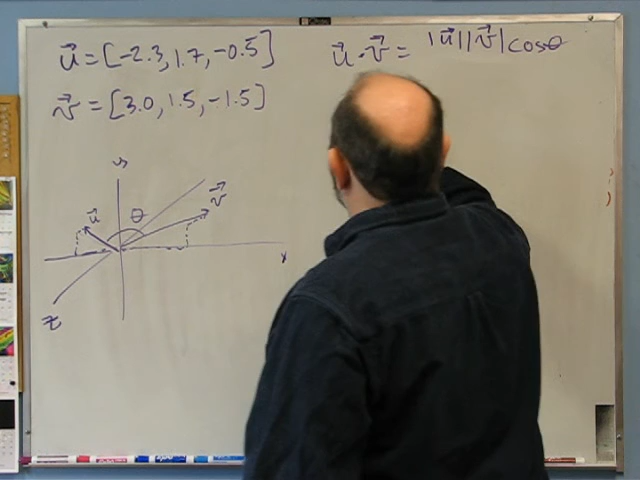 u⃗ = [-2.3, 1.7, -0.5]
v⃗ = [3.0, 1.5, -1.5]
u⃗ · v⃗ = |u⃗||v⃗| cosθ
y
u⃗
θ
v⃗
x
z